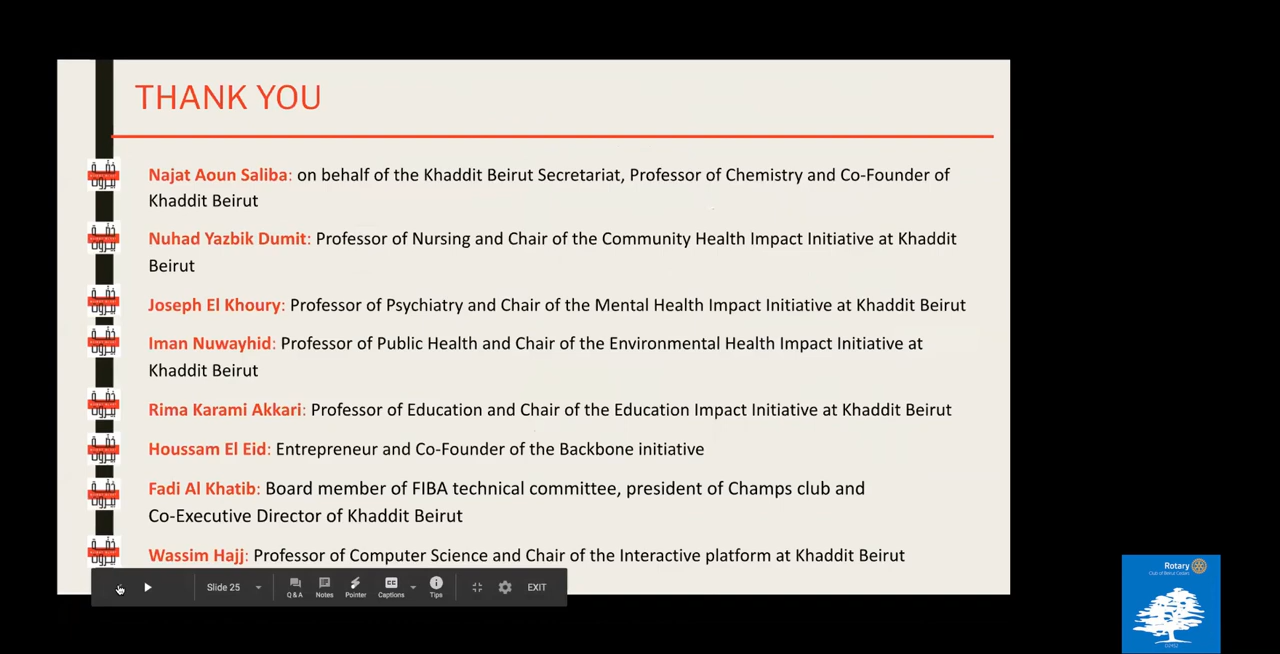 THANK YOU
Najat Aoun Saliba: on behalf of the Khaddit Beirut Secretariat, Professor of Chemistry and Co-Founder of
Khaddit Beirut
Nuhad Yazbik Dumit: Professor of Nursing and Chair of the Community Health Impact Initiative at Khaddit
Beirut
Joseph El Khoury: Professor of Psychiatry and Chair of the Mental Health Impact Initiative at Khaddit Beirut
Iman Nuwayhid: Professor of Public Health and Chair of the Environmental Health Impact Initiative at
Khaddit Beirut
Rima Karami Akkari: Professor of Education and Chair of the Education Impact Initiative at Khaddit Beirut
Houssam El Eid: Entrepreneur and Co-Founder of the Backbone initiative
Fadi Al Khatib: Board member of FIBA technical committee, president of Champs club and
Co-Executive Director of Khaddit Beirut
Wassim Hajj: Professor of Computer Science and Chair of the Interactive platform at Khaddit Beirut
Slide 25
Q & A
Notes
Pointer
CC
Captions
Tips
EXIT
Rotary
Club of Beirut Cedars